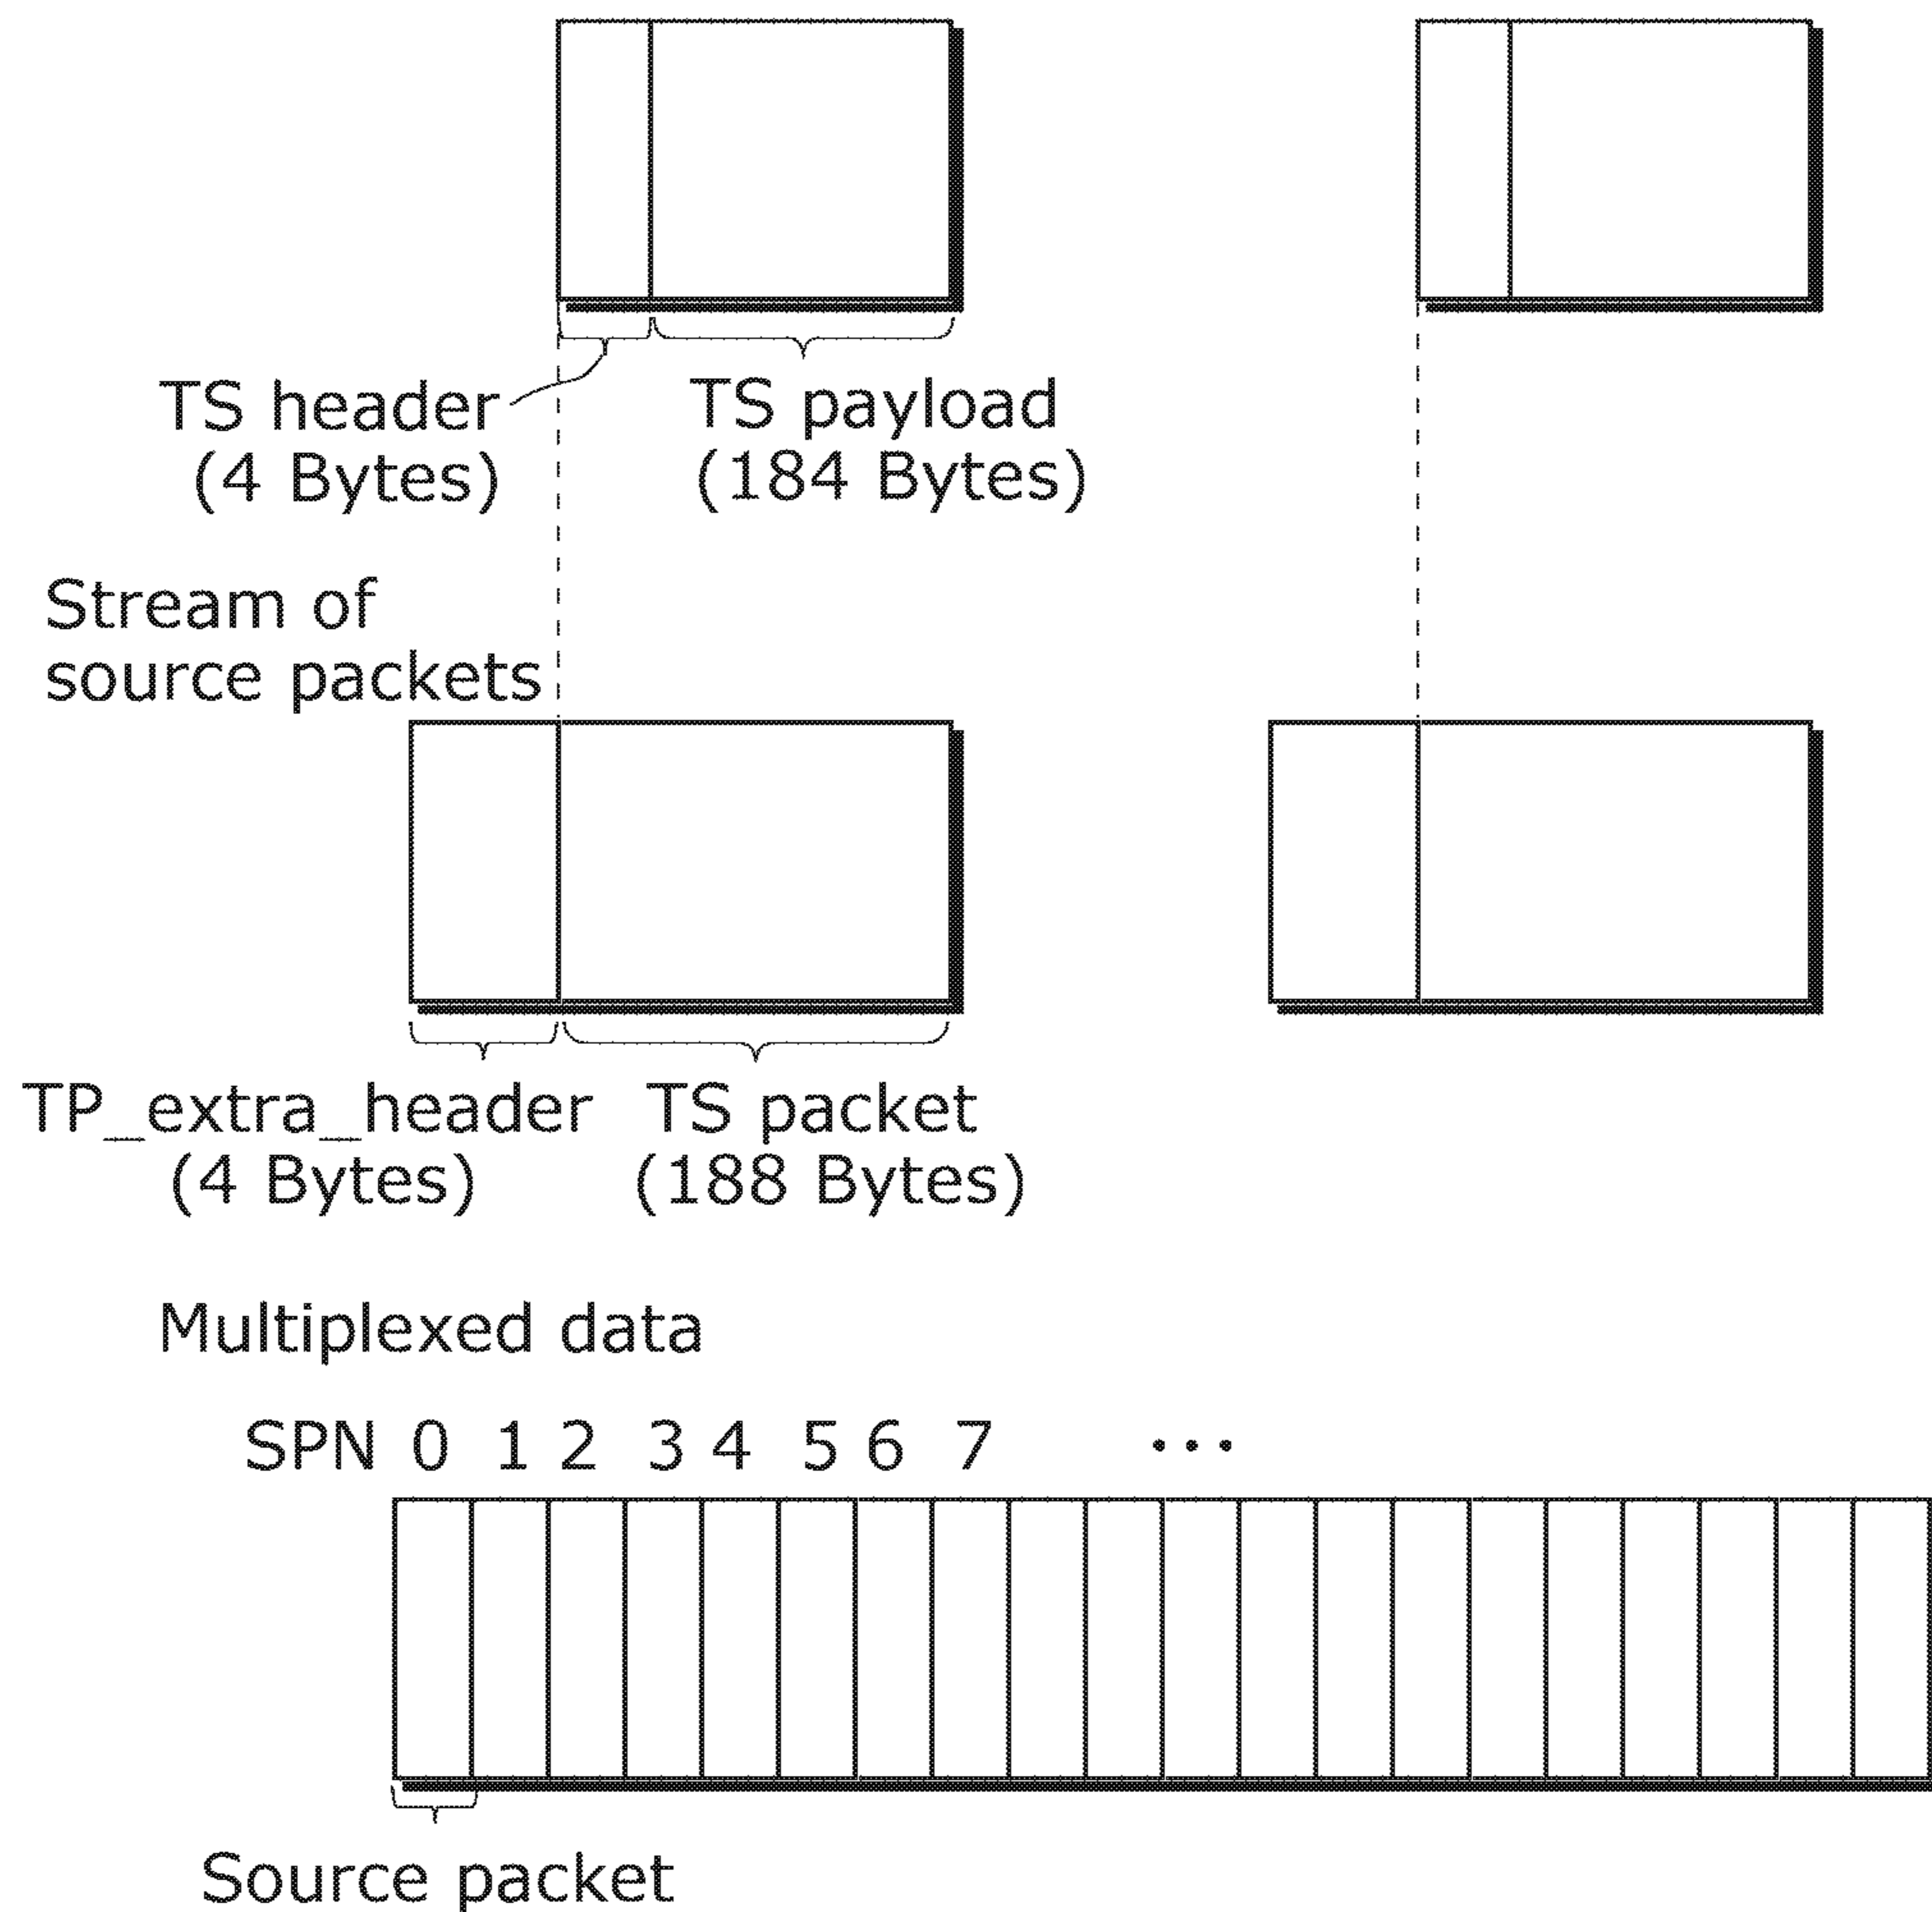 TS header
(4 Bytes)
TS payload
(184 Bytes)
Stream of
source packets
TP_extra_header
(4 Bytes)
TS packet
(188 Bytes)
Multiplexed data
SPN 0 1 2 3 4 5 6 7 ...
Source packet